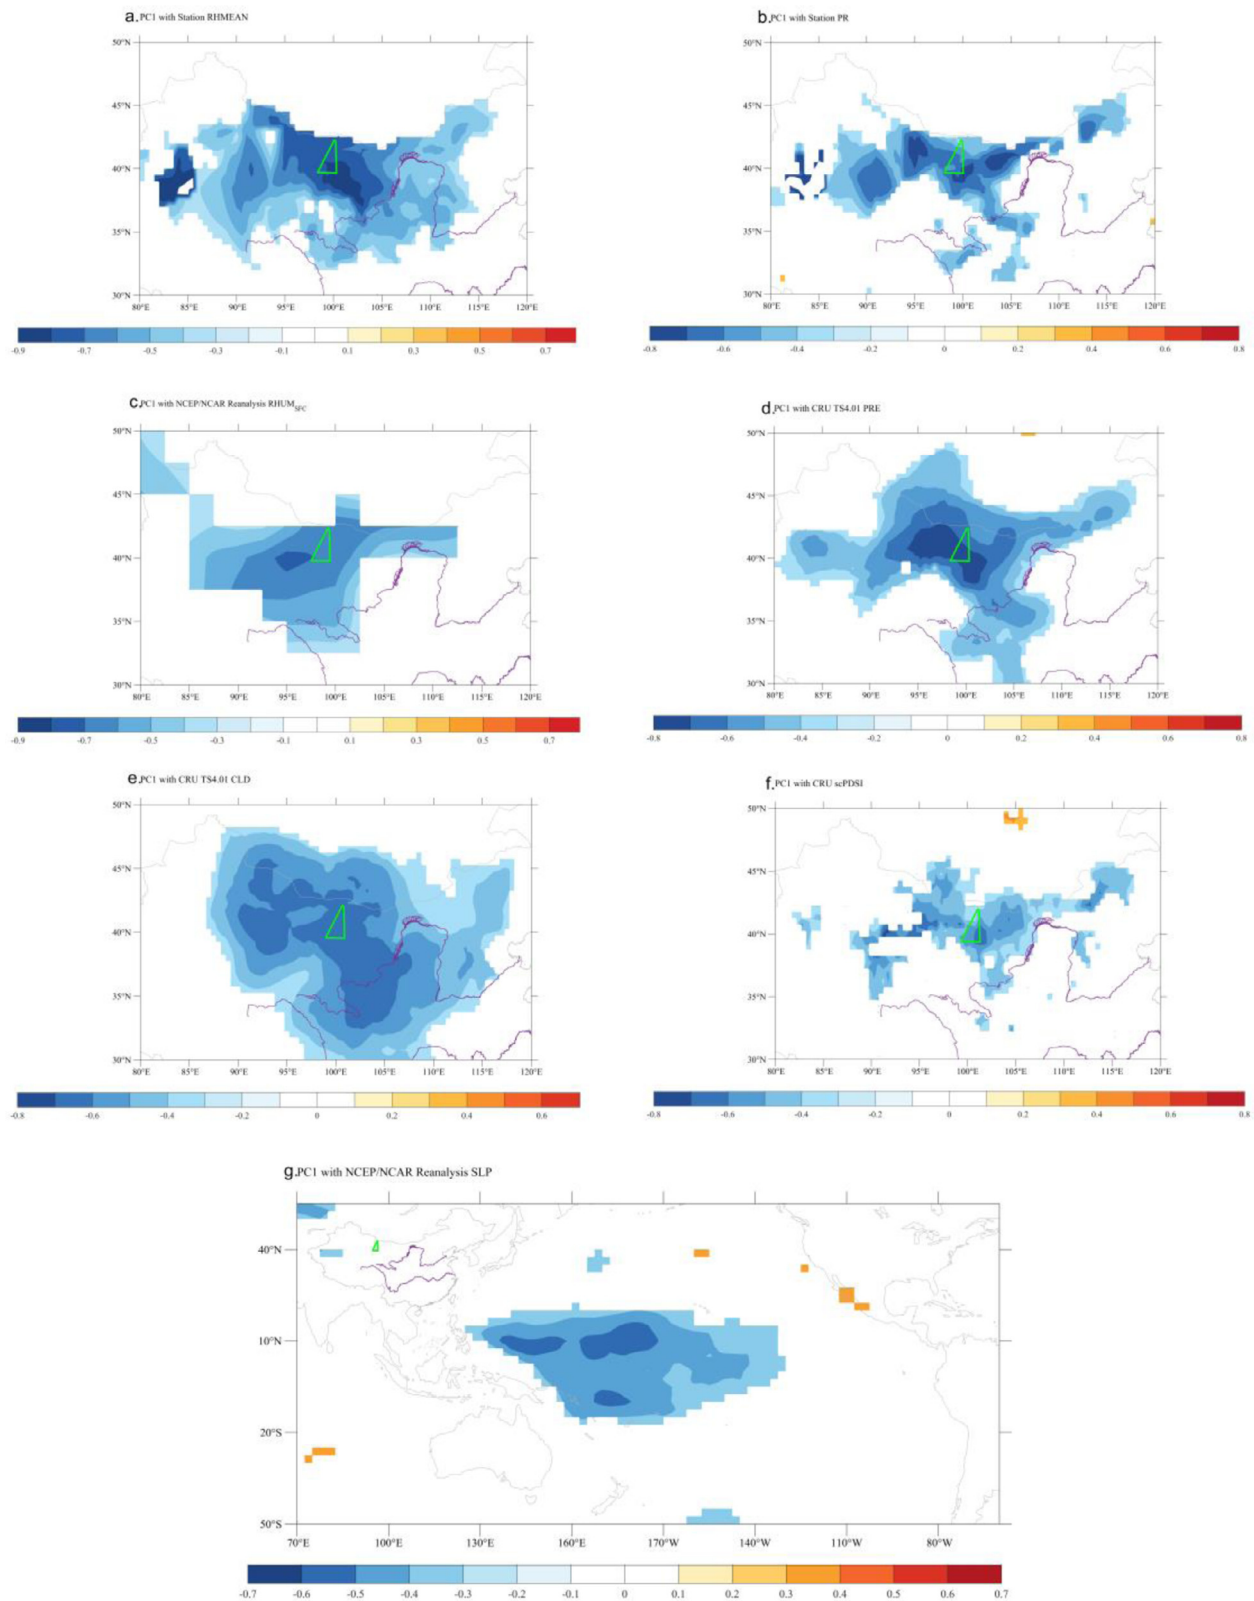 a.PC1 with Station RHMEAN
50°N
45°N
40°N
35°N
30°N
80°E 85°E 90°E 95°E 100°E 105°E 110°E 115°E 120°E
-0.9 -0.7 -0.5 -0.3 -0.1 0.1 0.3 0.5 0.7
b.PC1 with Station PR
50°N
45°N
40°N
35°N
30°N
80°E 85°E 90°E 95°E 100°E 105°E 110°E 115°E 120°E
-0.8 -0.6 -0.4 -0.2 0 0.2 0.4 0.6 0.8
c.PC1 with NCEP/NCAR Reanalysis RHUMSFC
50°N
45°N
40°N
35°N
30°N
80°E 85°E 90°E 95°E 100°E 105°E 110°E 115°E 120°E
-0.9 -0.7 -0.5 -0.3 -0.1 0.1 0.3 0.5 0.7
d.PC1 with CRU TS4.01 PRE
50°N
45°N
40°N
35°N
30°N
80°E 85°E 90°E 95°E 100°E 105°E 110°E 115°E 120°E
-0.8 -0.6 -0.4 -0.2 0 0.2 0.4 0.6 0.8
e.PC1 with CRU TS4.01 CLD
50°N
45°N
40°N
35°N
30°N
80°E 85°E 90°E 95°E 100°E 105°E 110°E 115°E 120°E
-0.8 -0.6 -0.4 -0.2 0 0.2 0.4 0.6
f.PC1 with CRU scPDSI
50°N
45°N
40°N
35°N
30°N
80°E 85°E 90°E 95°E 100°E 105°E 110°E 115°E 120°E
-0.8 -0.6 -0.4 -0.2 0 0.2 0.4 0.6 0.8
g.PC1 with NCEP/NCAR Reanalysis SLP
40°N
10°N
20°S
50°S
70°E 100°E 130°E 160°E 170°W 140°W 110°W 80°W
-0.7 -0.6 -0.5 -0.4 -0.3 -0.2 -0.1 0 0.1 0.2 0.3 0.4 0.5 0.6 0.7